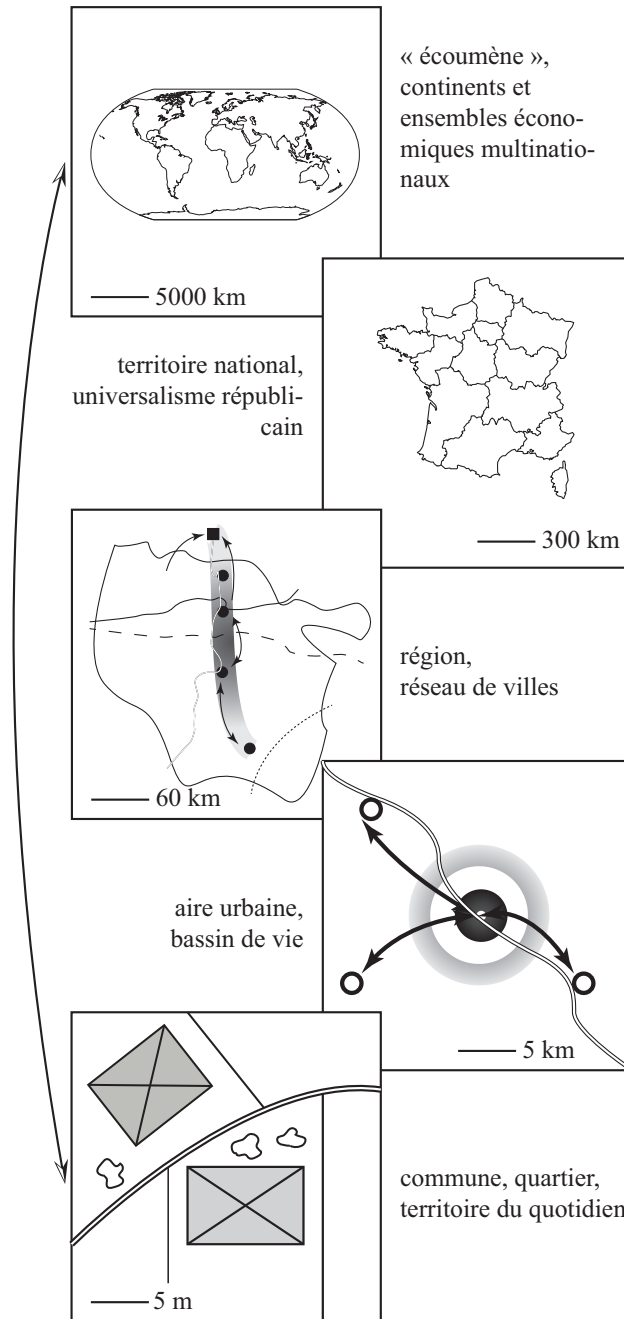 « écoumène »,
continents et
ensembles écono-
miques multinatio-
naux
5000 km
territoire national,
universalisme républi-
cain
300 km
région,
réseau de villes
60 km
aire urbaine,
bassin de vie
5 km
commune, quartier,
territoire du quotidien
5 m